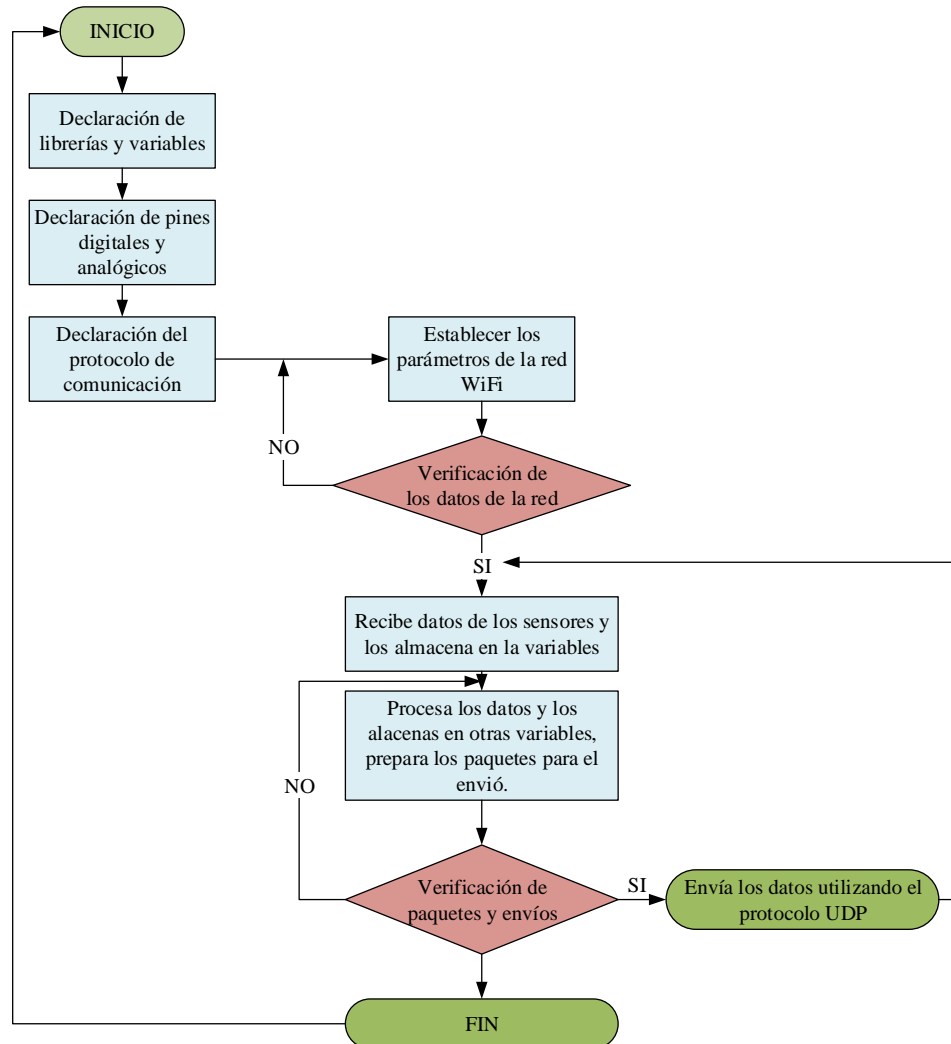 INICIO
Declaración de
librerías y variables
Declaración de pines
digitales y
analógicos
Declaración del
protocolo de
comunicación
Establecer los
parámetros de la red
WiFi
NO
Verificación de
los datos de la red
SI
Recibe datos de los sensores y
los almacena en la variables
Procesa los datos y los
alacenas en otras variables,
prepara los paquetes para el
envió.
NO
Verificación de
paquetes y envíos
SI
Envía los datos utilizando el
protocolo UDP
FIN